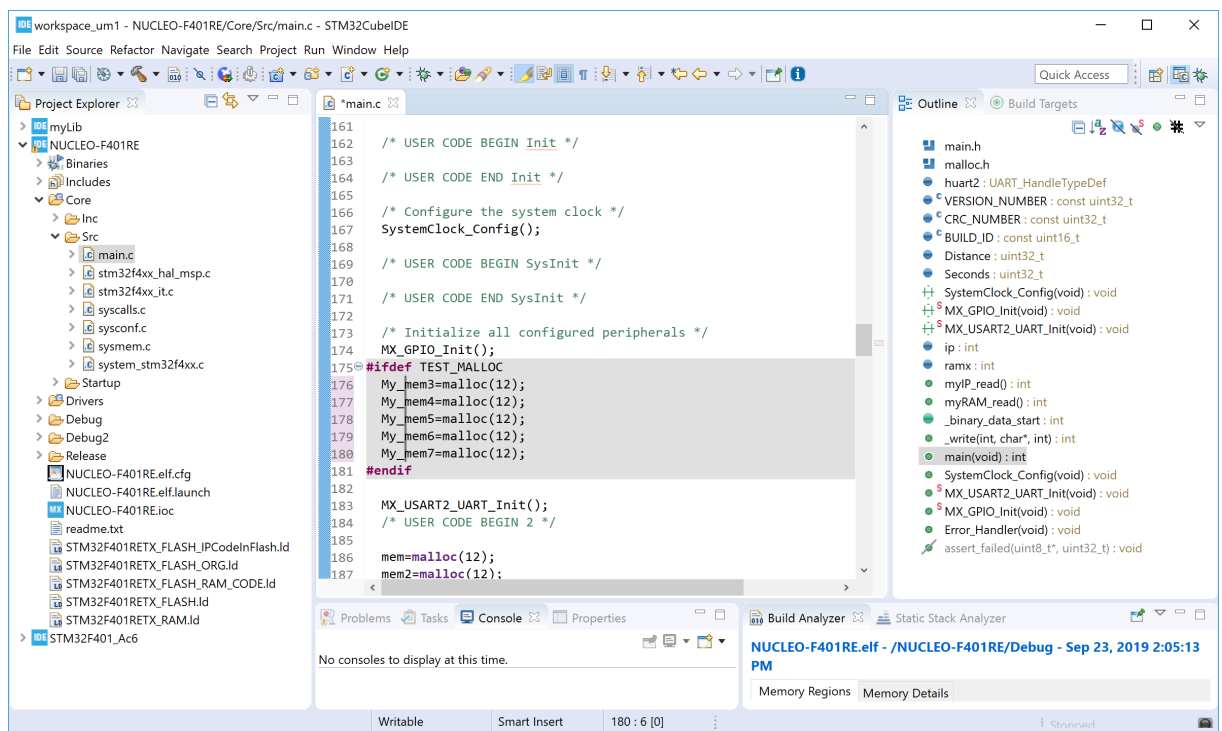 IDE workspace_um1 - NUCLEO-F401RE/Core/Src/main.c - STM32CubeIDE
File Edit Source Refactor Navigate Search Project Run Window Help
Quick Access
Project Explorer
myLib
NUCLEO-F401RE
Binaries
Includes
Core
Inc
Src
main.c
stm32f4xx_hal_msp.c
stm32f4xx_it.c
syscalls.c
sysconf.c
sysmem.c
system_stm32f4xx.c
Startup
Drivers
Debug
Debug2
Release
NUCLEO-F401RE.elf.cfg
NUCLEO-F401RE.elf.launch
MX NUCLEO-F401RE.ioc
readme.txt
STM32F401RETX_FLASH_IPCodeInFlash.ld
STM32F401RETX_FLASH_ORG.ld
STM32F401RETX_FLASH_RAM_CODE.ld
STM32F401RETX_FLASH.ld
STM32F401RETX_RAM.ld
STM32F401_Ac6
*main.c
161
162 /* USER CODE BEGIN Init */
163
164 /* USER CODE END Init */
165
166 /* Configure the system clock */
167 SystemClock_Config();
168
169 /* USER CODE BEGIN SysInit */
170
171 /* USER CODE END SysInit */
172
173 /* Initialize all configured peripherals */
174 MX_GPIO_Init();
175 #ifdef TEST_MALLOC
176 My_mem3=malloc(12);
177 My_mem4=malloc(12);
178 My_mem5=malloc(12);
179 My_mem6=malloc(12);
180 My_mem7=malloc(12);
181 #endif
182
183 MX_USART2_UART_Init();
184 /* USER CODE BEGIN 2 */
185
186 mem=malloc(12);
187 mem2=malloc(12);
Outline Build Targets
main.h
malloc.h
huart2 : UART_HandleTypeDef
VERSION_NUMBER : const uint32_t
CRC_NUMBER : const uint32_t
BUILD_ID : const uint16_t
Distance : uint32_t
Seconds : uint32_t
SystemClock_Config(void) : void
MX_GPIO_Init(void) : void
MX_USART2_UART_Init(void) : void
ip : int
ramx : int
myIP_read() : int
myRAM_read() : int
_binary_data_start : int
_write(int, char*, int) : int
main(void) : int
SystemClock_Config(void) : void
MX_USART2_UART_Init(void) : void
MX_GPIO_Init(void) : void
Error_Handler(void) : void
assert_failed(uint8_t*, uint32_t) : void
Problems Tasks Console Properties
No consoles to display at this time.
Build Analyzer Static Stack Analyzer
NUCLEO-F401RE.elf - /NUCLEO-F401RE/Debug - Sep 23, 2019 2:05:13
PM
Memory Regions Memory Details
Writable Smart Insert 180 : 6 [0] Stopped